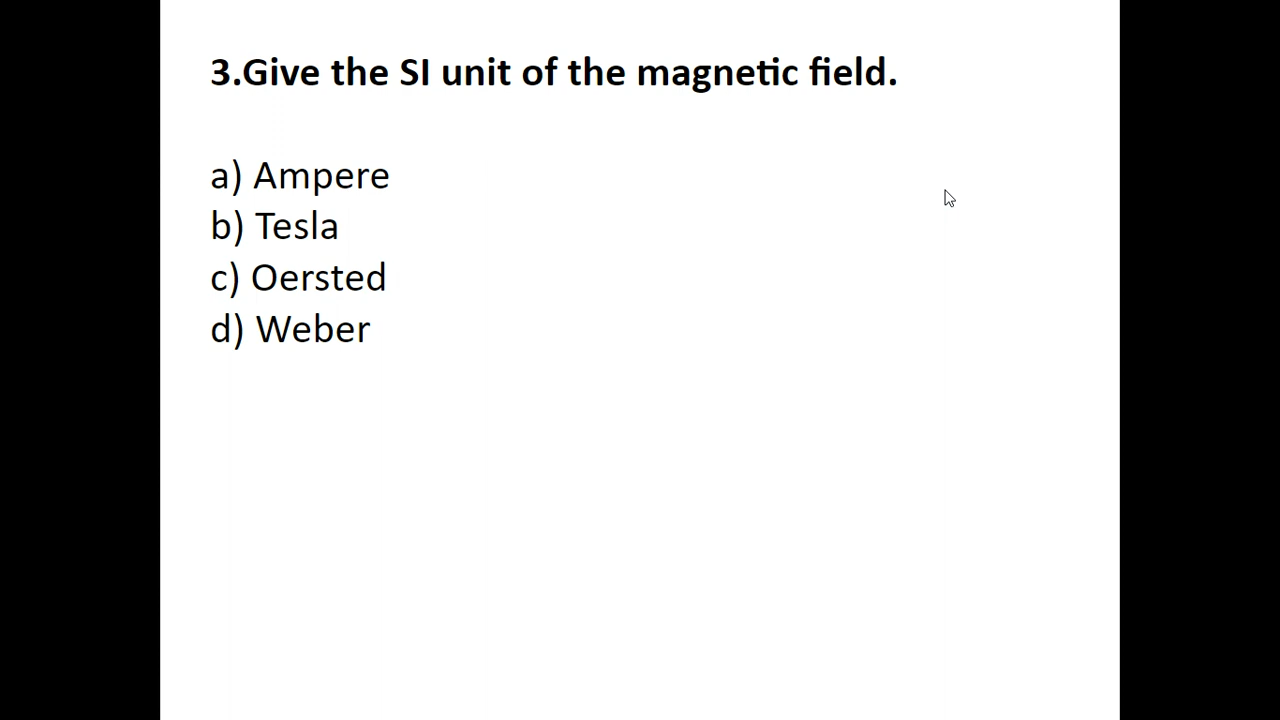 3.Give the SI unit of the magnetic field.
a) Ampere
b) Tesla
c) Oersted
d) Weber